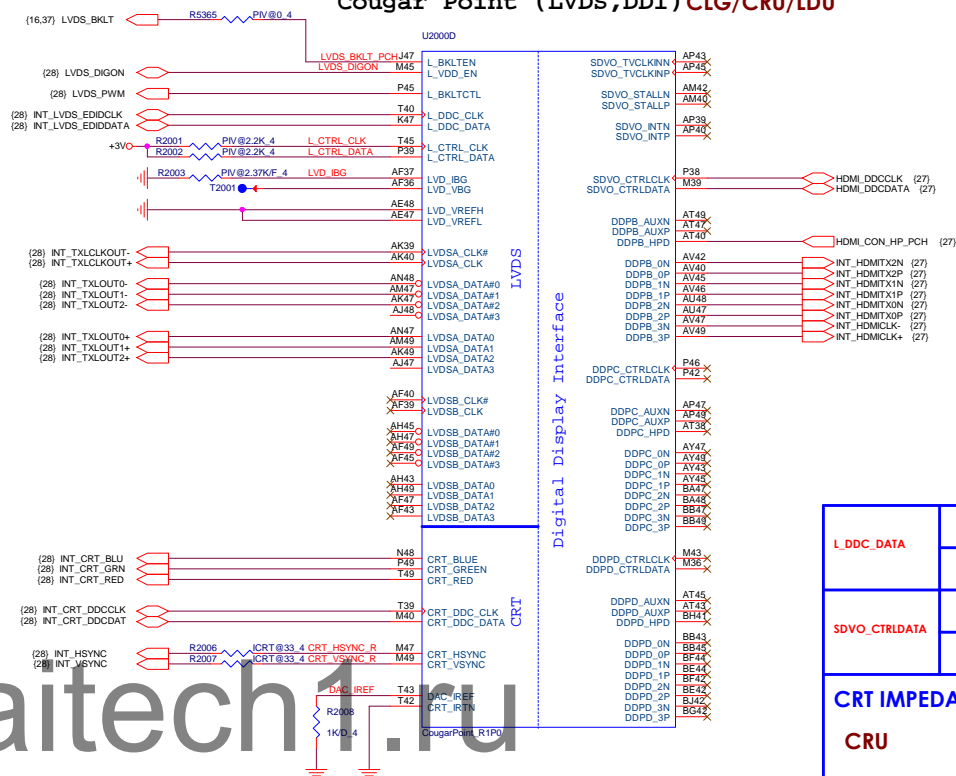 Cougar Point (LVDS,DDI) CLG/CRU/LDU
{16,37} LVDS_BKLT
R5365 PIV@0_4
U2000D
LVDS_BKLT_PCH J47 L_BKLTEN
{28} LVDS_DIGON LVDS_DIGON M45 L_VDD_EN
{28} LVDS_PWM P45 L_BKLTCTL
{28} INT_LVDS_EDIDCLK T40 L_DDC_CLK
{28} INT_LVDS_EDIDDATA K47 L_DDC_DATA
+3VO R2001 PIV@2.2K_4 L_CTRL_CLK T45 L_CTRL_CLK
R2002 PIV@2.2K_4 L_CTRL_DATA P39 L_CTRL_DATA
R2003 PIV@2.37K/F_4 LVD_IBG AF37 LVD_IBG
T2001 AF36 LVD_VBG
AE48 LVD_VREFH
AE47 LVD_VREFL
{28} INT_TXLCLKOUT- AK39 LVDSA_CLK#
{28} INT_TXLCLKOUT+ AK40 LVDSA_CLK
{28} INT_TXLOUT0- AN48 LVDSA_DATA#0
{28} INT_TXLOUT1- AM47 LVDSA_DATA#1
{28} INT_TXLOUT2- AK47 LVDSA_DATA#2
AJ48 LVDSA_DATA#3
{28} INT_TXLOUT0+ AN47 LVDSA_DATA0
{28} INT_TXLOUT1+ AM49 LVDSA_DATA1
{28} INT_TXLOUT2+ AK49 LVDSA_DATA2
AJ47 LVDSA_DATA3
AF40 LVDSB_CLK#
AF39 LVDSB_CLK
AH45 LVDSB_DATA#0
AH47 LVDSB_DATA#1
AF49 LVDSB_DATA#2
AF45 LVDSB_DATA#3
AH43 LVDSB_DATA0
AH49 LVDSB_DATA1
AF47 LVDSB_DATA2
AF43 LVDSB_DATA3
{28} INT_CRT_BLU N48 CRT_BLUE
{28} INT_CRT_GRN P49 CRT_GREEN
{28} INT_CRT_RED T49 CRT_RED
{28} INT_CRT_DDCCLK T39 CRT_DDC_CLK
{28} INT_CRT_DDCDAT M40 CRT_DDC_DATA
{28} INT_HSYNC R2006 ICRT@33_4 CRT_HSYNC_R M47 CRT_HSYNC
{28} INT_VSYNC R2007 ICRT@33_4 CRT_VSYNC_R M49 CRT_VSYNC
DAC_IREF T43 DAC_IREF
T42 CRT_IRTN
R2008
1K/D_4
CougarPoint_R1P0
LVDS
CRT
Digital Display Interface
SDVO_TVCLKINN AP43
SDVO_TVCLKINP AP45
SDVO_STALLN AM42
SDVO_STALLP AM40
SDVO_INTN AP39
SDVO_INTP AP40
SDVO_CTRLCLK P38 HDMI_DDCCLK {27}
SDVO_CTRLDATA M39 HDMI_DDCDATA {27}
DDPB_AUXN AT49
DDPB_AUXP AT47
DDPB_HPD AT40 HDMI_CON_HP_PCH {27}
DDPB_0N AV42 INT_HDMITX2N {27}
DDPB_0P AV40 INT_HDMITX2P {27}
DDPB_1N AV45 INT_HDMITX1N {27}
DDPB_1P AV46 INT_HDMITX1P {27}
DDPB_2N AU48 INT_HDMITX0N {27}
DDPB_2P AU47 INT_HDMITX0P {27}
DDPB_3N AV47 INT_HDMICLK- {27}
DDPB_3P AV49 INT_HDMICLK+ {27}
DDPC_CTRLCLK P46
DDPC_CTRLDATA P42
DDPC_AUXN AP47
DDPC_AUXP AP49
DDPC_HPD AT38
DDPC_0N AY47
DDPC_0P AY49
DDPC_1N AY43
DDPC_1P AY45
DDPC_2N BA47
DDPC_2P BA48
DDPC_3N BB47
DDPC_3P BB49
DDPD_CTRLCLK M43
DDPD_CTRLDATA M36
DDPD_AUXN AT45
DDPD_AUXP AT43
DDPD_HPD BH41
DDPD_0N BB43
DDPD_0P BB45
DDPD_1N BF44
DDPD_1P BE44
DDPD_2N BF42
DDPD_2P BE42
DDPD_3N BJ42
DDPD_3P BG42
L_DDC_DATA
SDVO_CTRLDATA
CRT IMPEDA
CRU
aitech1.ru